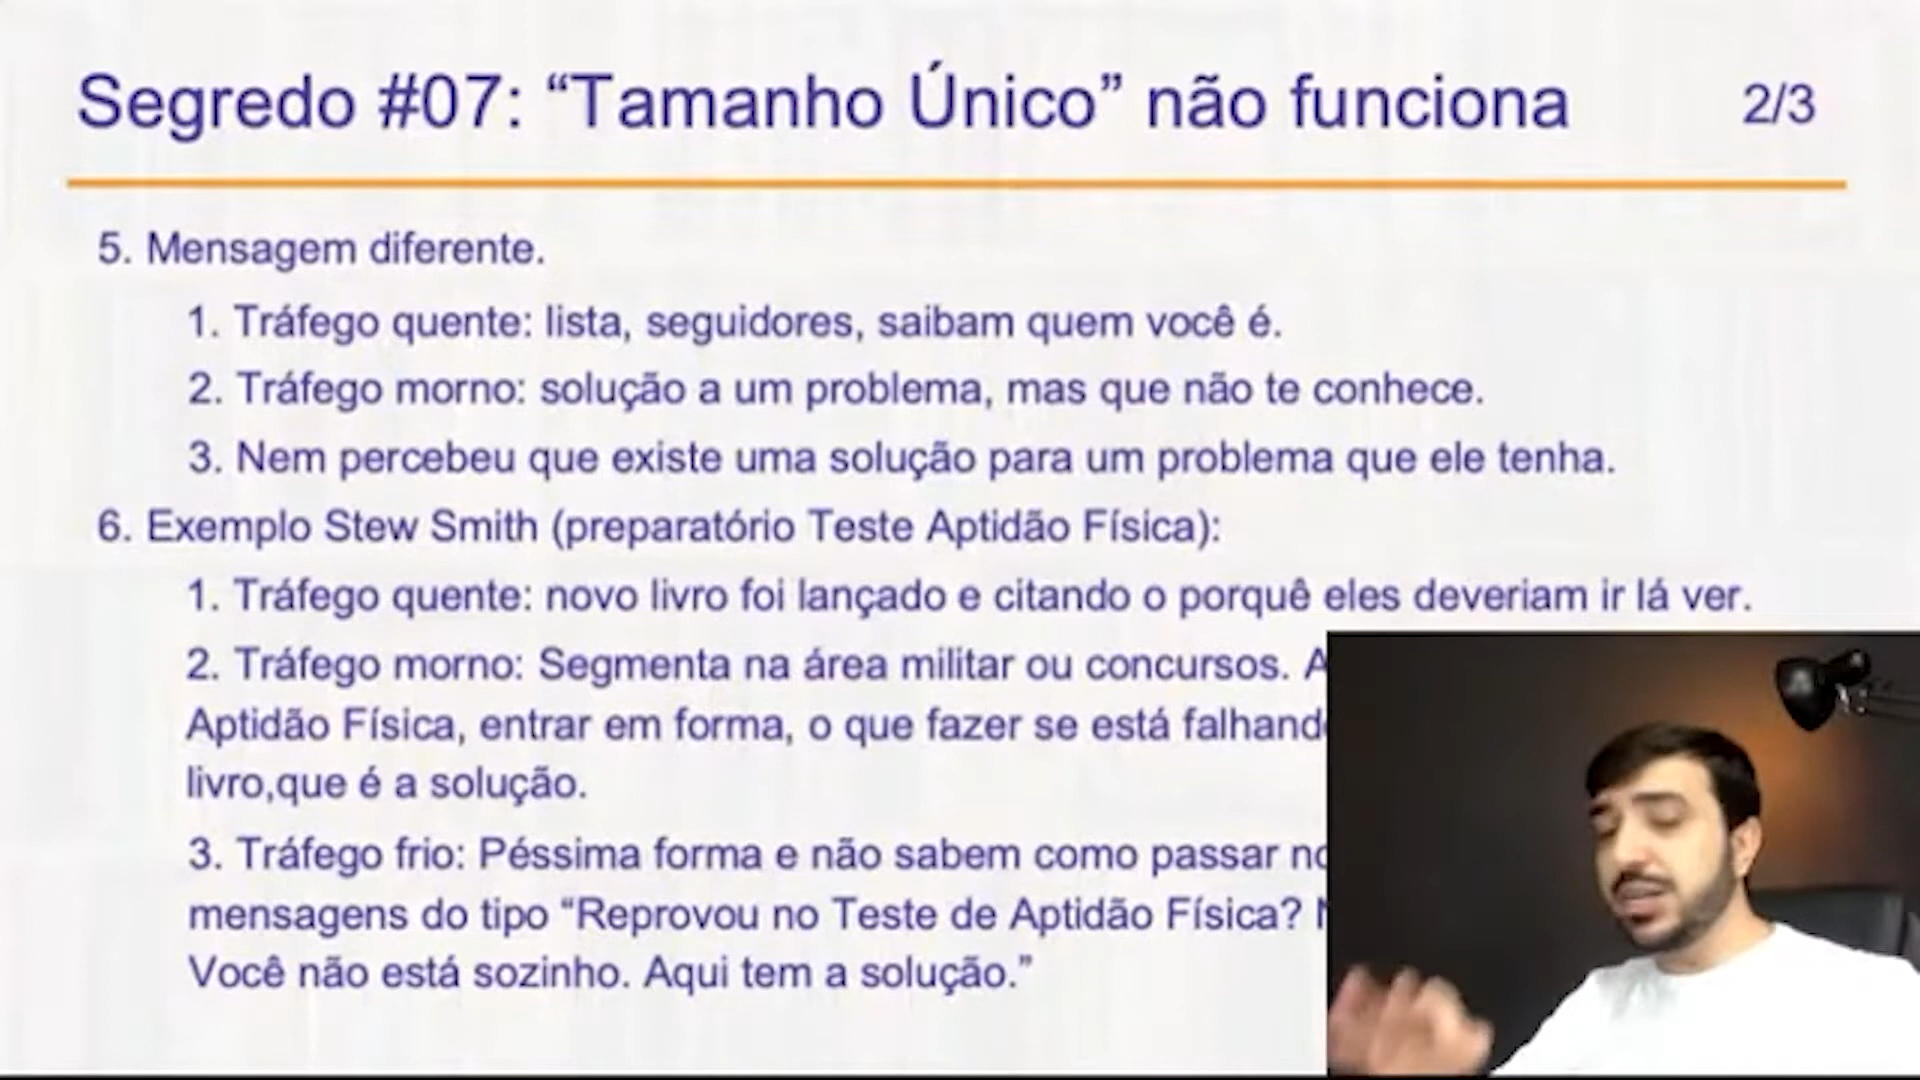 Segredo #07: “Tamanho Único” não funciona 2/3
5. Mensagem diferente.
1. Tráfego quente: lista, seguidores, saibam quem você é.
2. Tráfego morno: solução a um problema, mas que não te conhece.
3. Nem percebeu que existe uma solução para um problema que ele tenha.
6. Exemplo Stew Smith (preparatório Teste Aptidão Física):
1. Tráfego quente: novo livro foi lançado e citando o porquê eles deveriam ir lá ver.
2. Tráfego morno: Segmenta na área militar ou concursos.
Aptidão Física, entrar em forma, o que fazer se está
livro,que é a solução.
3. Tráfego frio: Péssima forma e não sabem como passar
mensagens do tipo “Reprovou no Teste de Aptidão Física?
Você não está sozinho. Aqui tem a solução.”